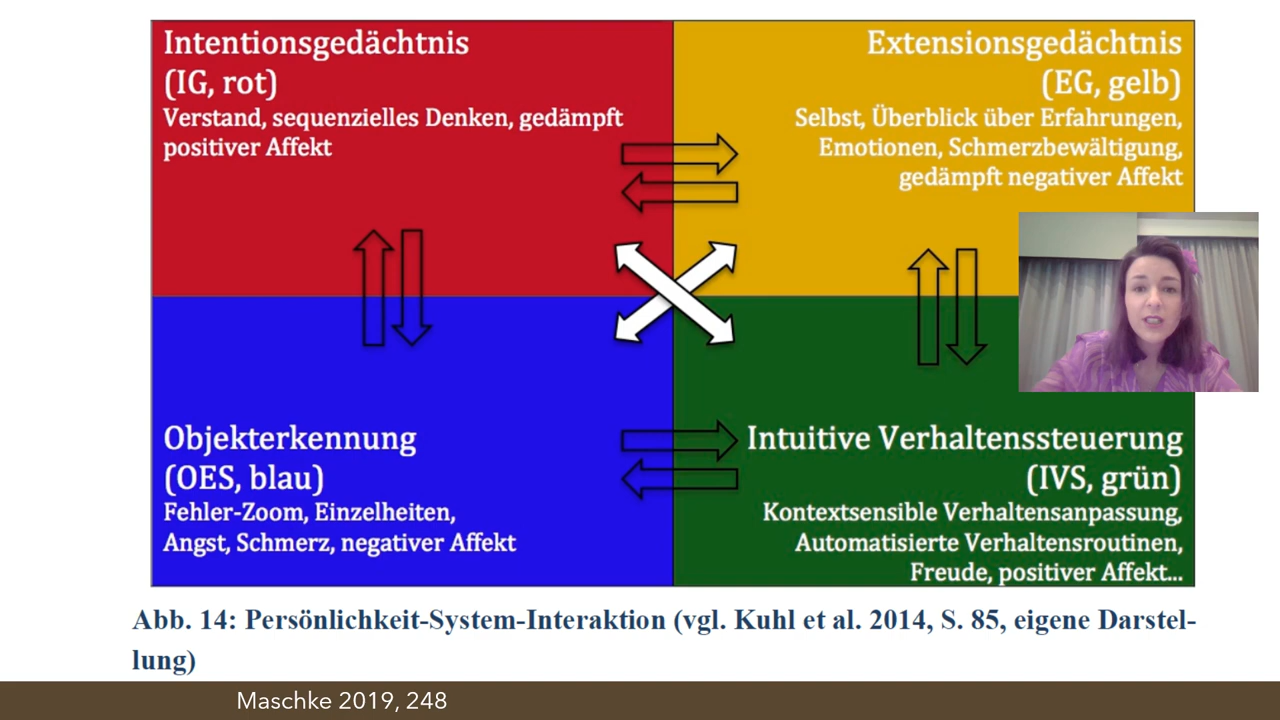 Intentionsgedächtnis
(IG, rot)
Verstand, sequenzielles Denken, gedämpft
positiver Affekt
Extensionsgedächtnis
(EG, gelb)
Selbst, Überblick über Erfahrungen,
Emotionen, Schmerzbewältigung,
gedämpft negativer Affekt
Objekterkennung
(OES, blau)
Fehler-Zoom, Einzelheiten,
Angst, Schmerz, negativer Affekt
Intuitive Verhaltenssteuerung
(IVS, grün)
Kontextsensible Verhaltensanpassung,
Automatisierte Verhaltensroutinen,
Freude, positiver Affekt...
Abb. 14: Persönlichkeit-System-Interaktion (vgl. Kuhl et al. 2014, S. 85, eigene Darstel-
lung)
Maschke 2019, 248